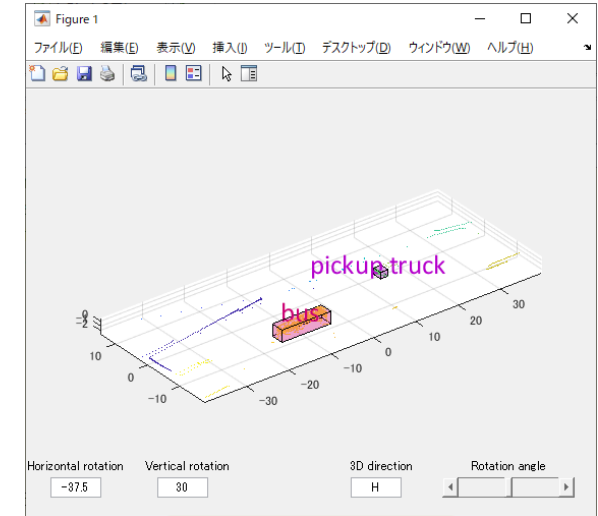 Figure 1
ファイル(F) 編集(E) 表示(V) 挿入(I) ツール(T) デスクトップ(D) ウィンドウ(W) ヘルプ(H)
pickup truck
bus
30
20
10
0
-10
-20
-30
10
0
-10
0
-2
Horizontal rotation Vertical rotation 3D direction Rotation angle
-37.5 30 H